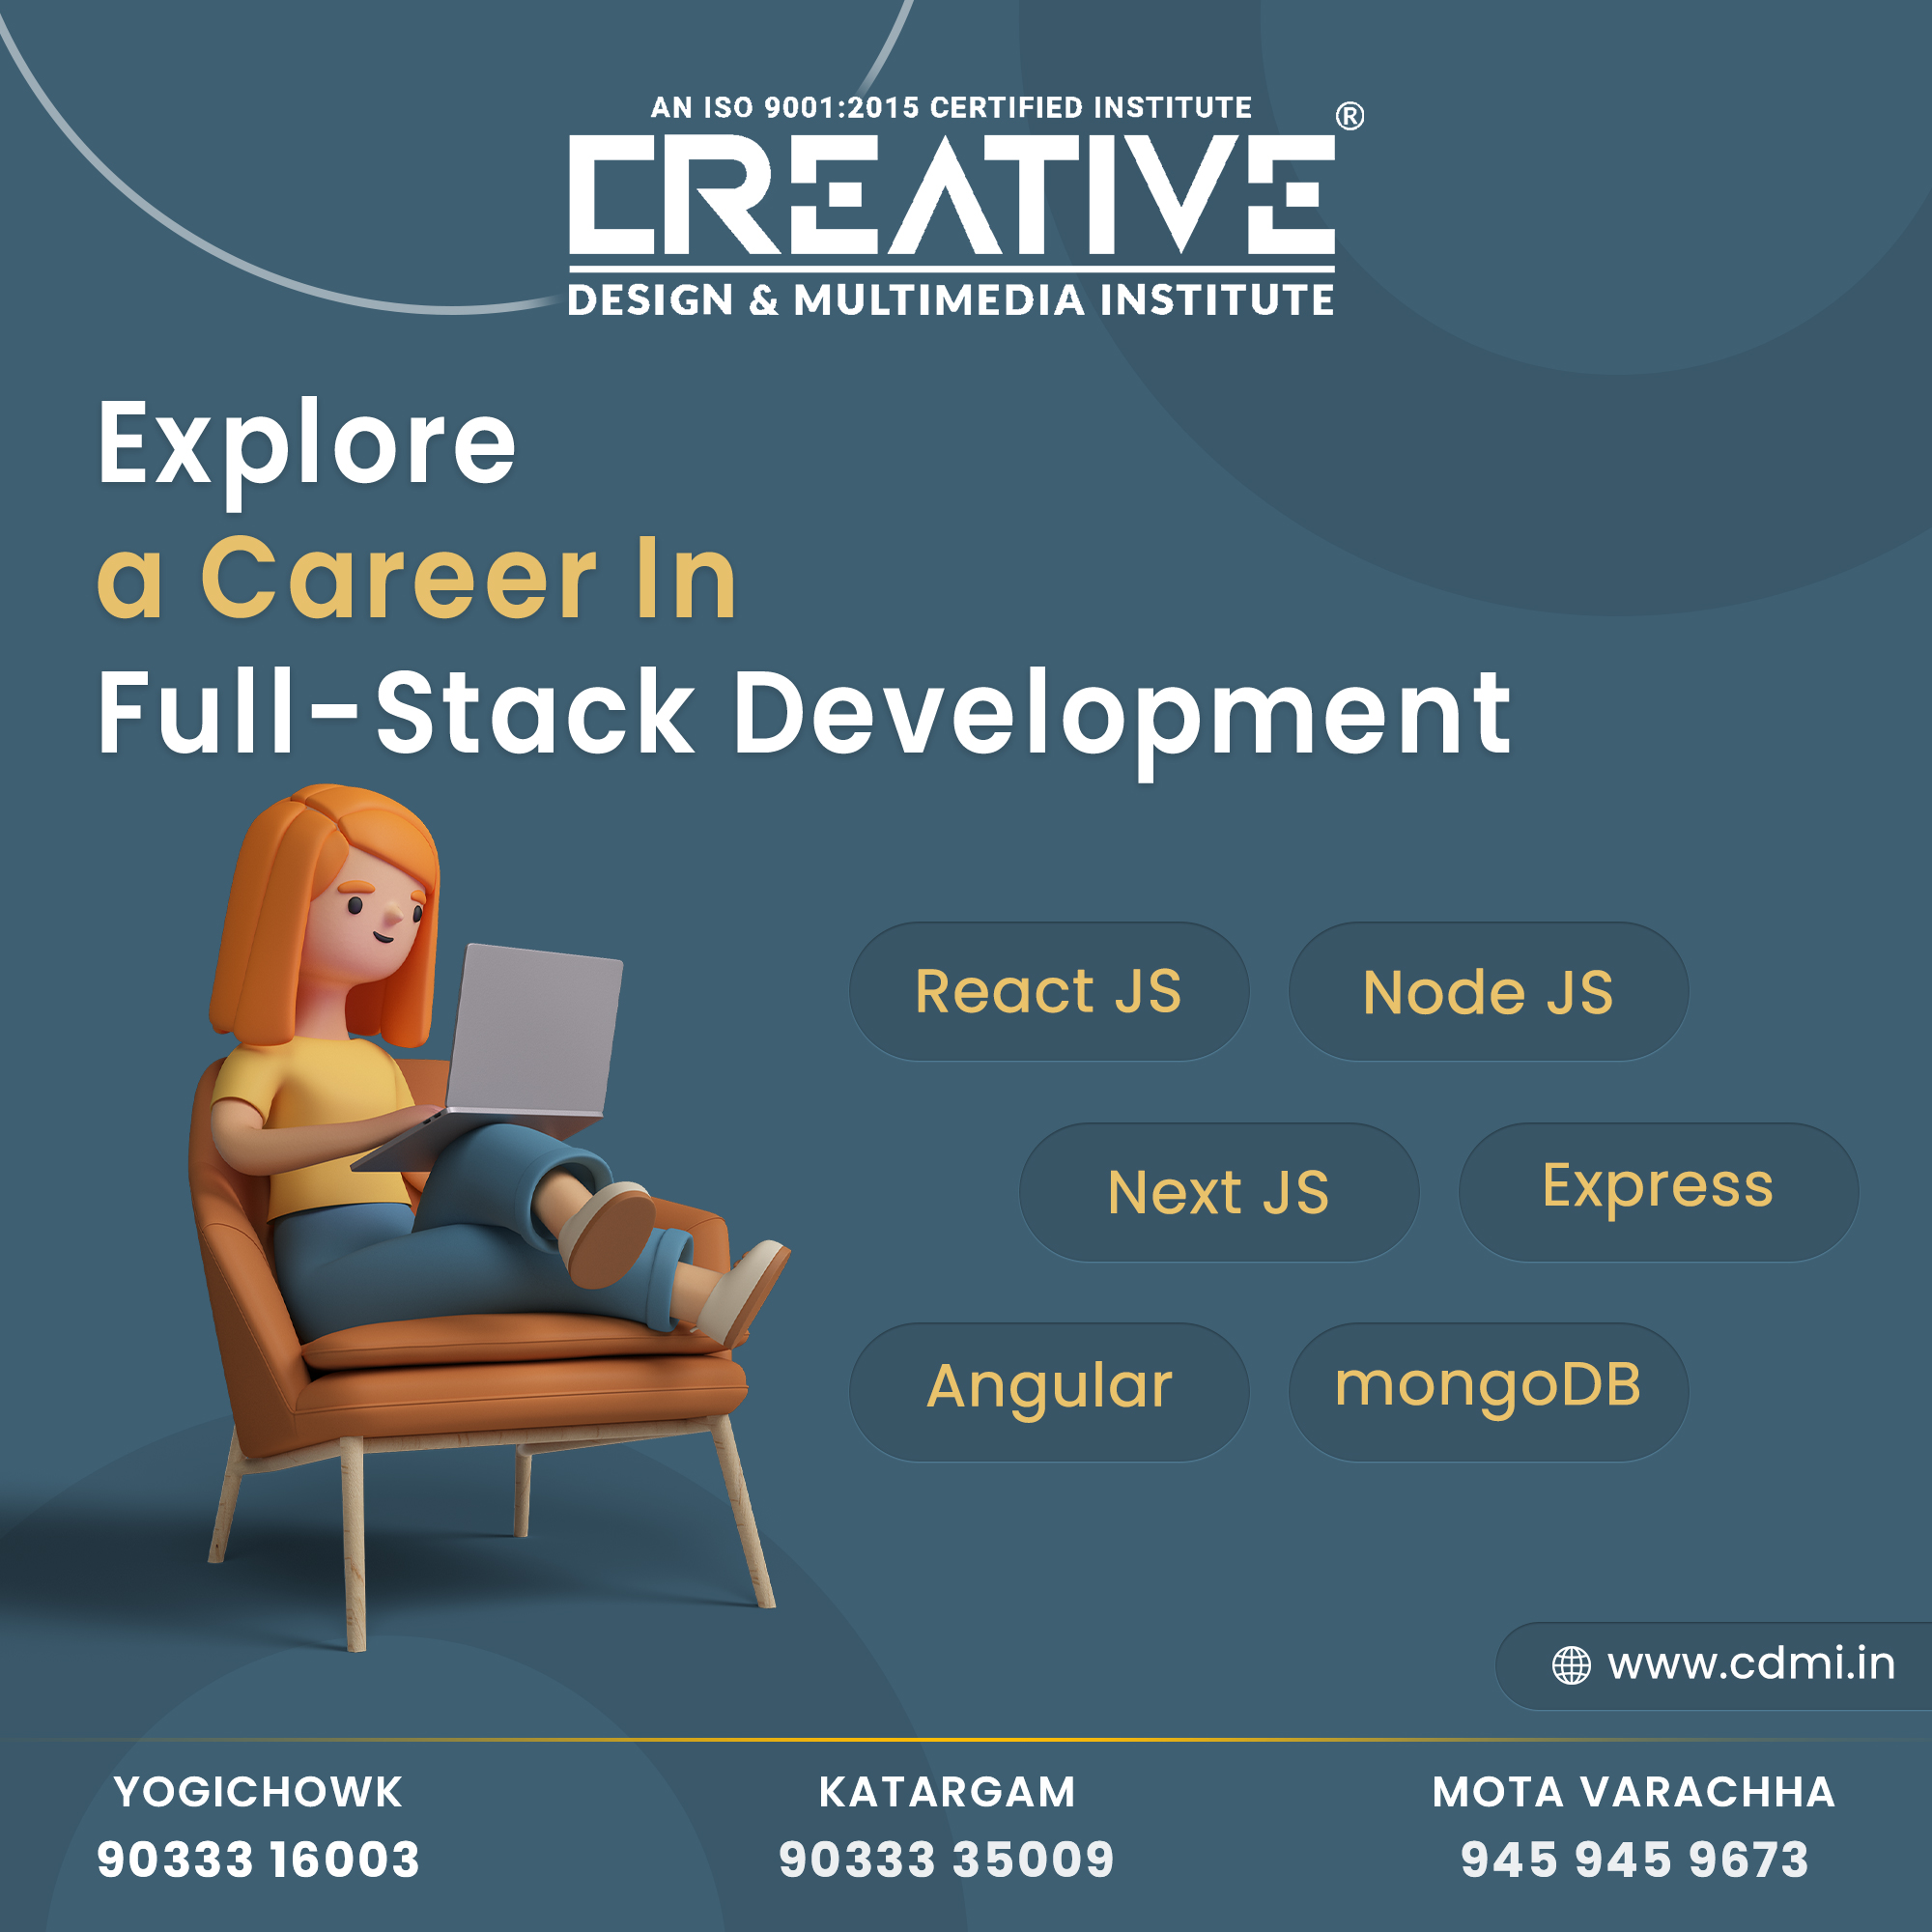 AN ISO 9001:2015 CERTIFIED INSTITUTE
CREATIVE®
DESIGN & MULTIMEDIA INSTITUTE
Explore
a Career In
Full-Stack Development
React JS
Node JS
Next JS
Express
Angular
mongoDB
www.cdmi.in
YOGICHOWK
90333 16003
KATARGAM
90333 35009
MOTA VARACHHA
945 945 9673